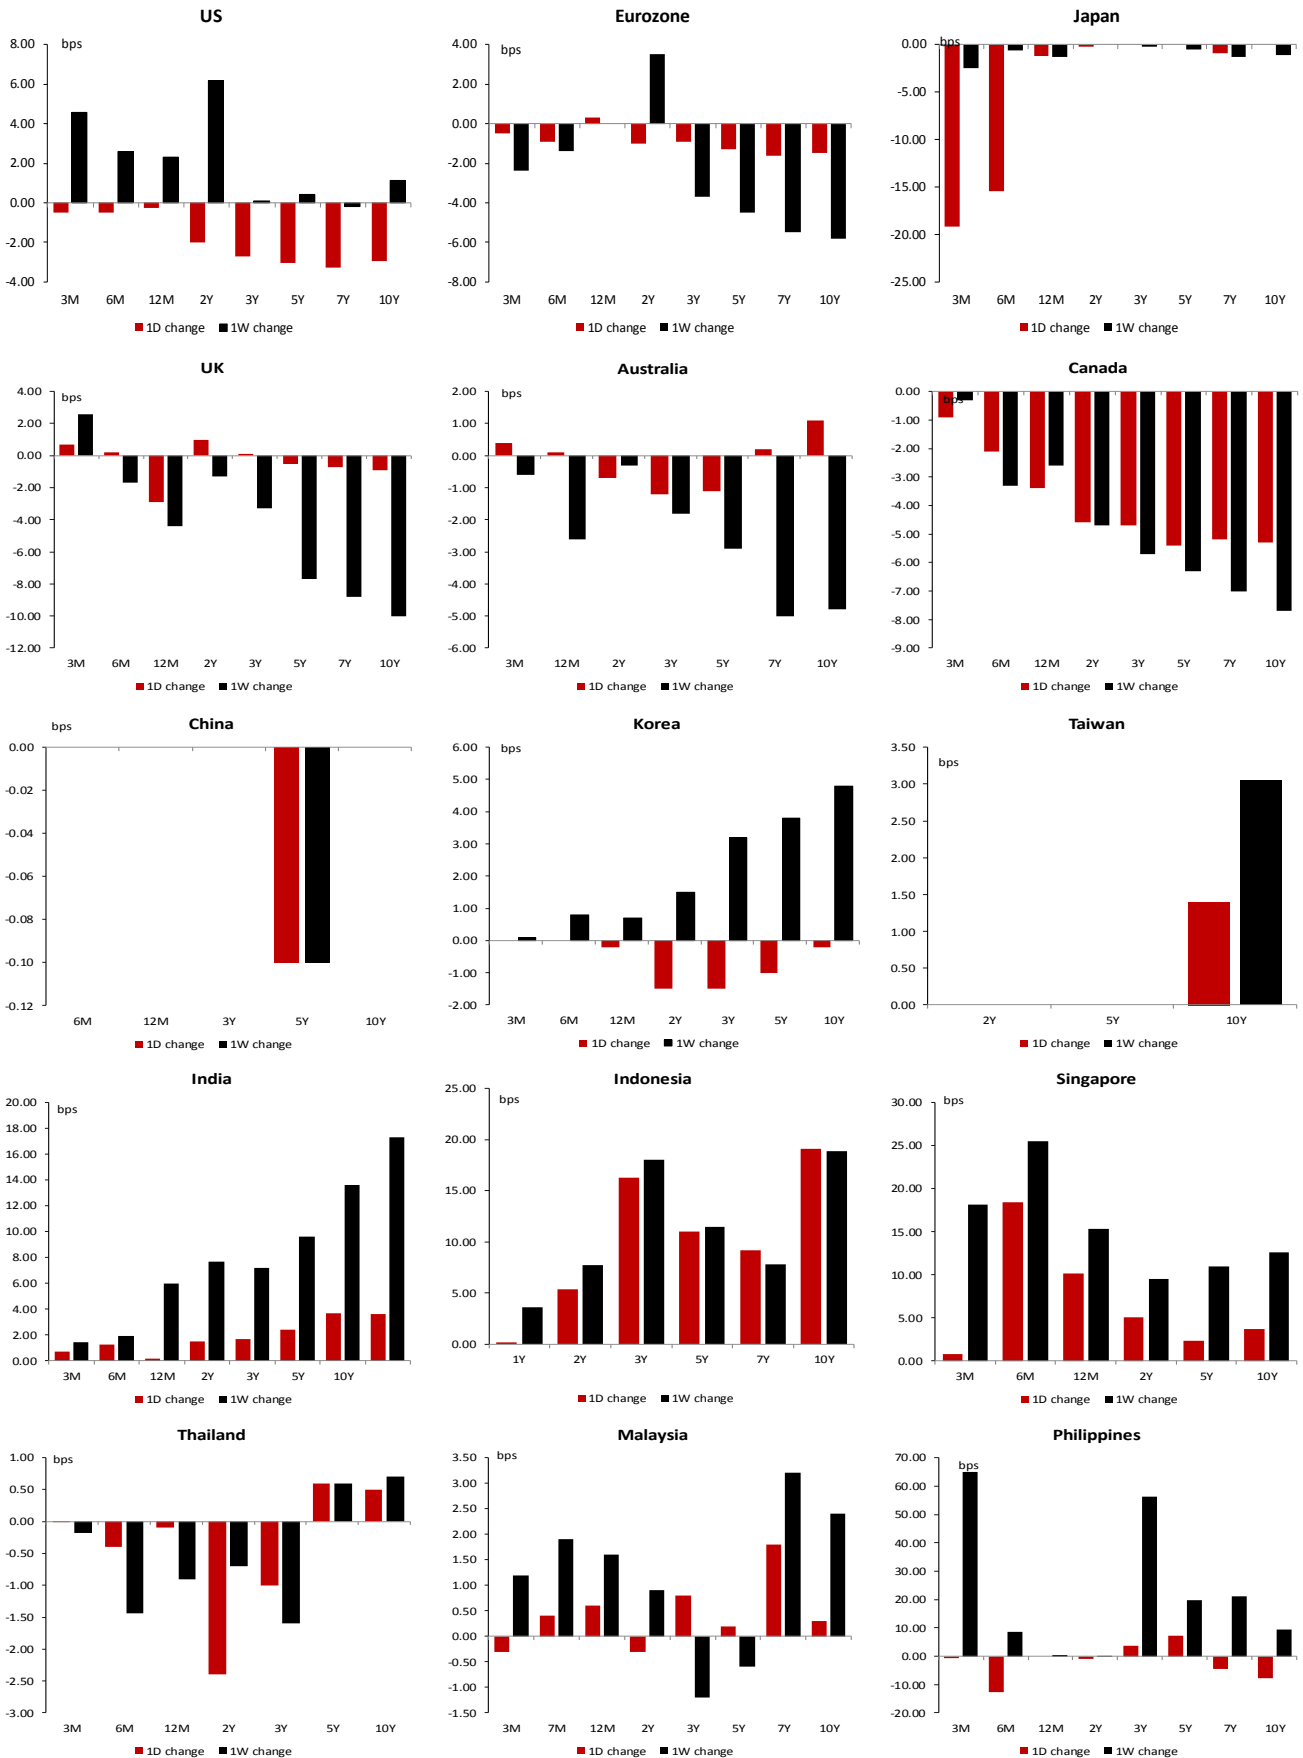 US
bps
8.00
6.00
4.00
2.00
0.00
-2.00
-4.00
3M 6M 12M 2Y 3Y 5Y 7Y 10Y
1D change 1W change
Eurozone
bps
4.00
2.00
0.00
-2.00
-4.00
-6.00
-8.00
3M 6M 12M 2Y 3Y 5Y 7Y 10Y
1D change 1W change
Japan
bps
0.00
-5.00
-10.00
-15.00
-20.00
-25.00
3M 6M 12M 2Y 3Y 5Y 7Y 10Y
1D change 1W change
UK
bps
4.00
2.00
0.00
-2.00
-4.00
-6.00
-8.00
-10.00
-12.00
3M 6M 12M 2Y 3Y 5Y 7Y 10Y
1D change 1W change
Australia
bps
2.00
1.00
0.00
-1.00
-2.00
-3.00
-4.00
-5.00
-6.00
3M 12M 2Y 3Y 5Y 7Y 10Y
1D change 1W change
Canada
bps
0.00
-1.00
-2.00
-3.00
-4.00
-5.00
-6.00
-7.00
-8.00
-9.00
3M 6M 12M 2Y 3Y 5Y 7Y 10Y
1D change 1W change
China
bps
0.00
-0.02
-0.04
-0.06
-0.08
-0.10
-0.12
6M 12M 3Y 5Y 10Y
1D change 1W change
Korea
bps
6.00
5.00
4.00
3.00
2.00
1.00
0.00
-1.00
-2.00
3M 6M 12M 2Y 3Y 5Y 10Y
1D change 1W change
Taiwan
bps
3.50
3.00
2.50
2.00
1.50
1.00
0.50
0.00
2Y 5Y 10Y
1D change 1W change
India
bps
20.00
18.00
16.00
14.00
12.00
10.00
8.00
6.00
4.00
2.00
0.00
3M 6M 12M 2Y 3Y 5Y 10Y
1D change 1W change
Indonesia
bps
25.00
20.00
15.00
10.00
5.00
0.00
1Y 2Y 3Y 5Y 7Y 10Y
1D change 1W change
Singapore
bps
30.00
25.00
20.00
15.00
10.00
5.00
0.00
3M 6M 12M 2Y 5Y 10Y
1D change 1W change
Thailand
bps
1.00
0.50
0.00
-0.50
-1.00
-1.50
-2.00
-2.50
-3.00
3M 6M 12M 2Y 3Y 5Y 10Y
1D change 1W change
Malaysia
bps
3.50
3.00
2.50
2.00
1.50
1.00
0.50
0.00
-0.50
-1.00
-1.50
3M 7M 12M 2Y 3Y 5Y 7Y 10Y
1D change 1W change
Philippines
bps
70.00
60.00
50.00
40.00
30.00
20.00
10.00
0.00
-10.00
-20.00
3M 6M 12M 2Y 3Y 5Y 7Y 10Y
1D change 1W change